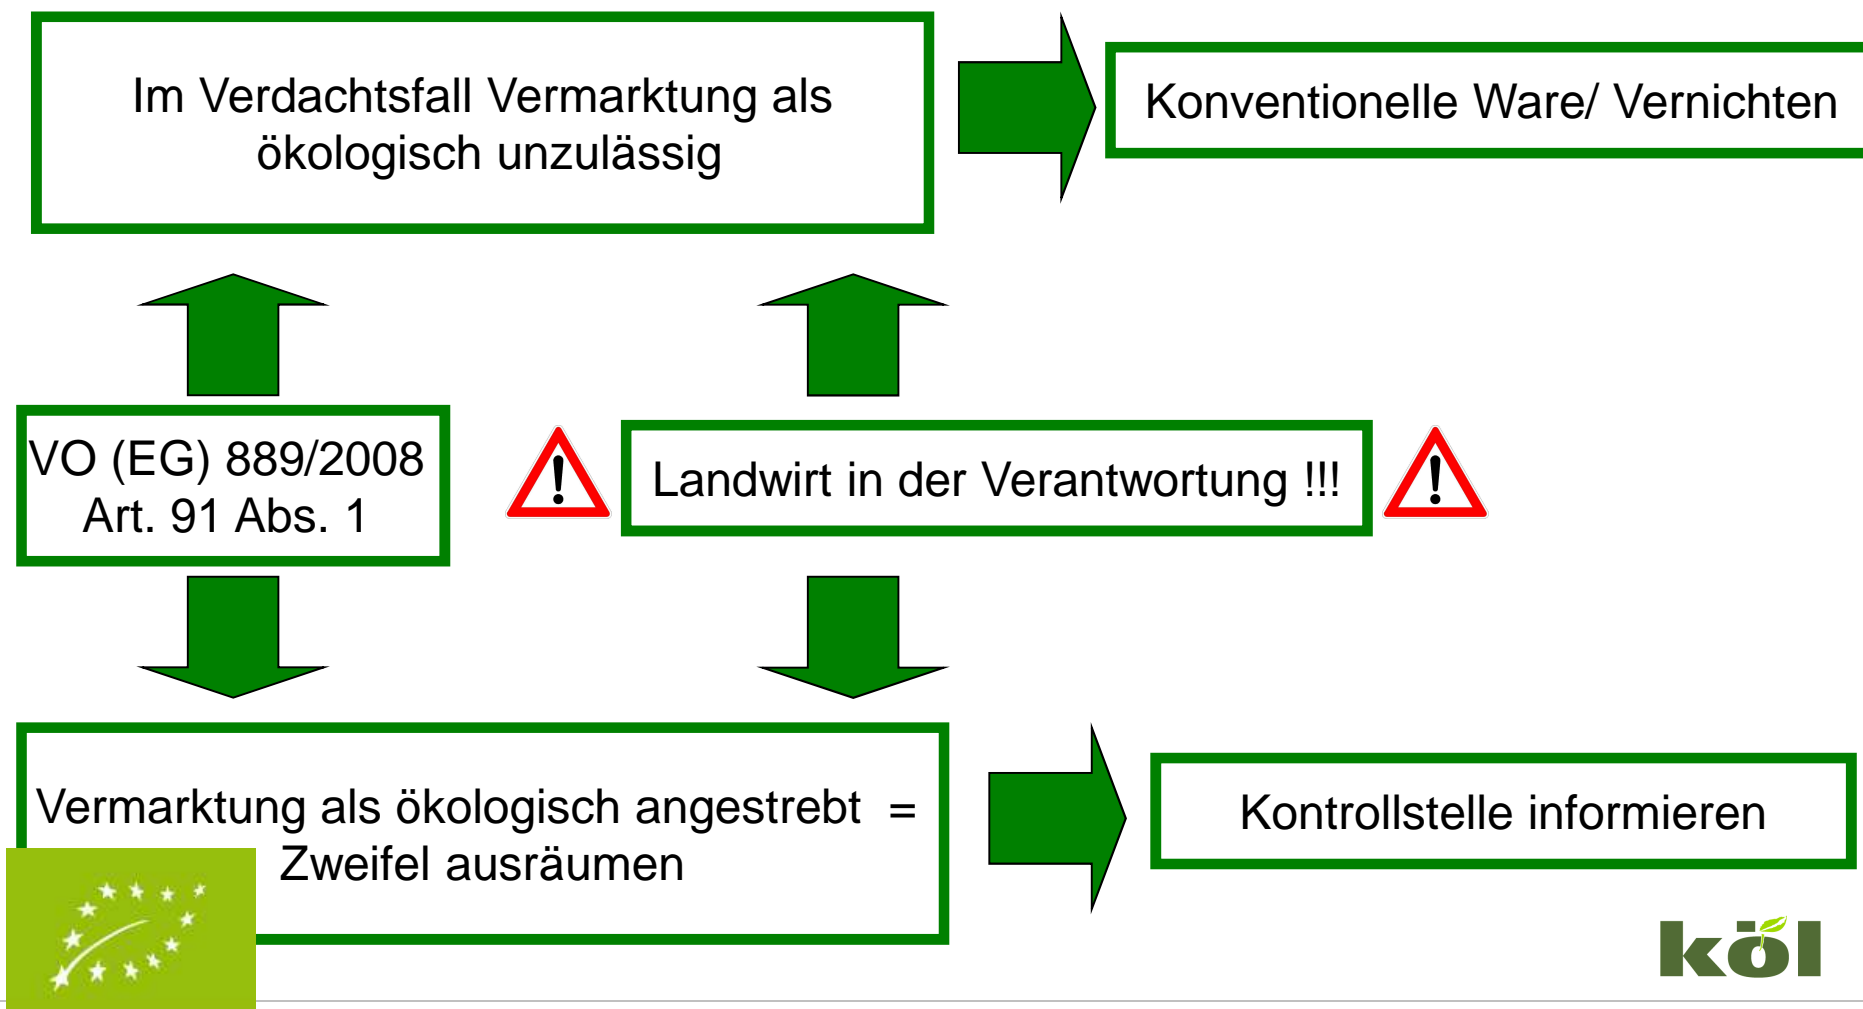 Im Verdachtsfall Vermarktung als
ökologisch unzulässig
Konventionelle Ware/ Vernichten
VO (EG) 889/2008
Art. 91 Abs. 1
Landwirt in der Verantwortung !!!
Vermarktung als ökologisch angestrebt =
Zweifel ausräumen
Kontrollstelle informieren
köl